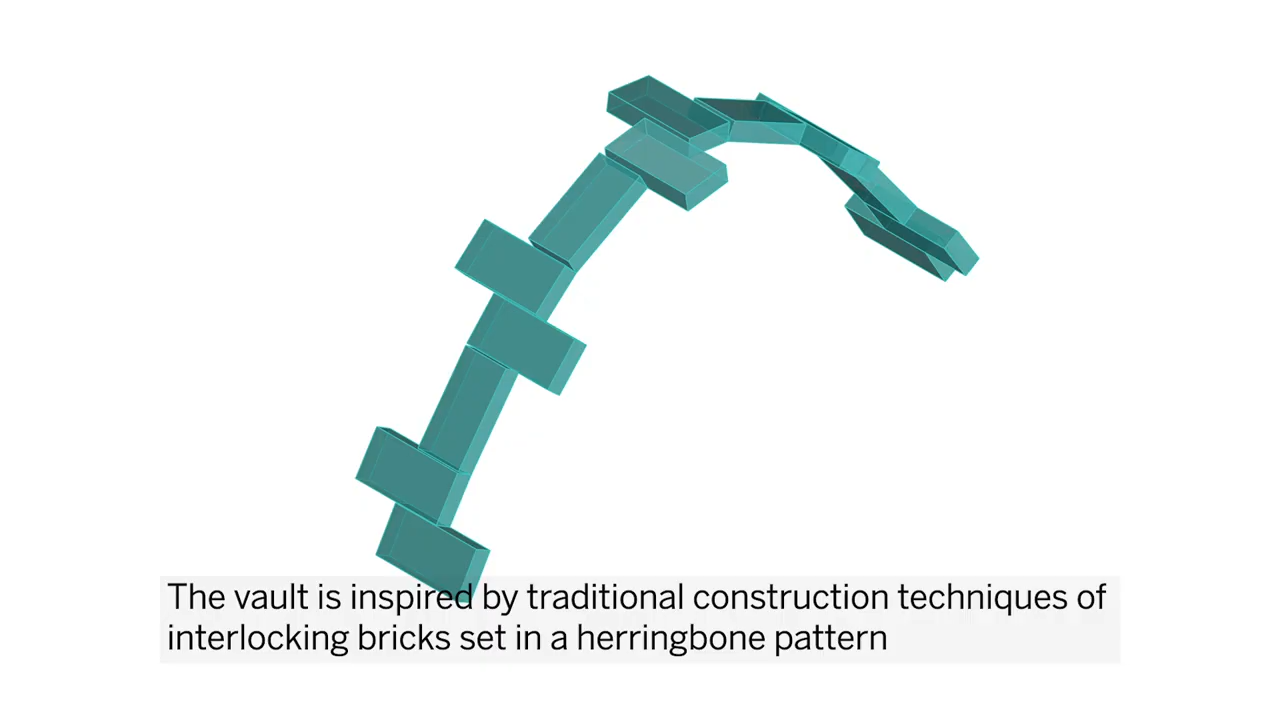 The vault is inspired by traditional construction techniques of
interlocking bricks set in a herringbone pattern